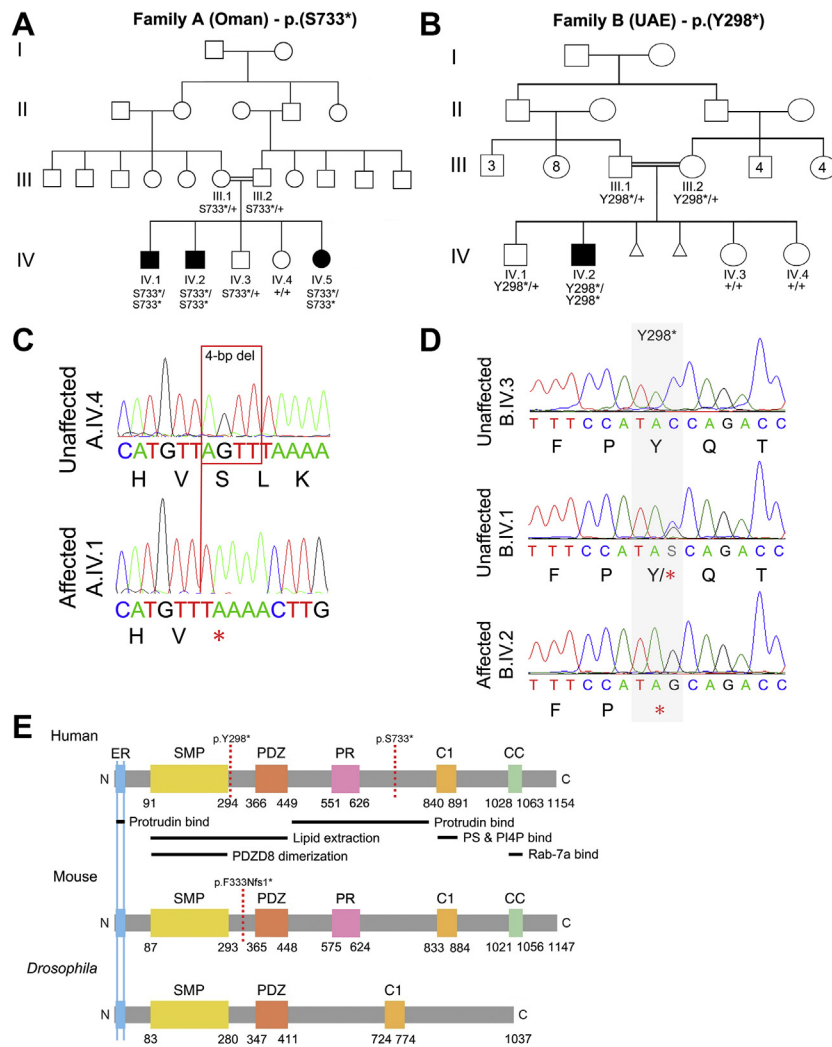 A
Family A (Oman) - p.(S733*)
I
II
III
III.1 III.2
S733*/+ S733*/+
IV
IV.1 IV.2 IV.3 IV.4 IV.5
S733*/ S733*/ S733*/+ +/+ S733*/
S733* S733* S733*
B
Family B (UAE) - p.(Y298*)
I
II
III
3 8 4 4
III.1 III.2
Y298*/+ Y298*/+
IV
IV.1 IV.2 IV.3 IV.4
Y298*/+ Y298*/ +/+ +/+
Y298*
C
4-bp del
Unaffected
A.IV.4
CATGTTAGTTTAAAA
H V S L K
Affected
A.IV.1
CATGTTTAAAACTTG
H V *
D
Y298*
Unaffected
B.IV.3
T T T C C A T A C C A G A C C
F P Y Q T
Unaffected
B.IV.1
T T T C C A T A S C A G A C C
F P Y/* Q T
Affected
B.IV.2
T T T C C A T A G C A G A C C
F P *
E
Human
p.Y298* p.S733*
ER SMP PDZ PR C1 CC
N C
91 294 366 449 551 626 840 891 1028 1063 1154
Protrudin bind Protrudin bind
Lipid extraction PS & PI4P bind
PDZD8 dimerization Rab-7a bind
Mouse
p.F333Nfs1*
SMP PDZ PR C1 CC
N C
87 293 365 448 575 624 833 884 1021 1056 1147
Drosophila
SMP PDZ C1
N C
83 280 347 411 724 774 1037